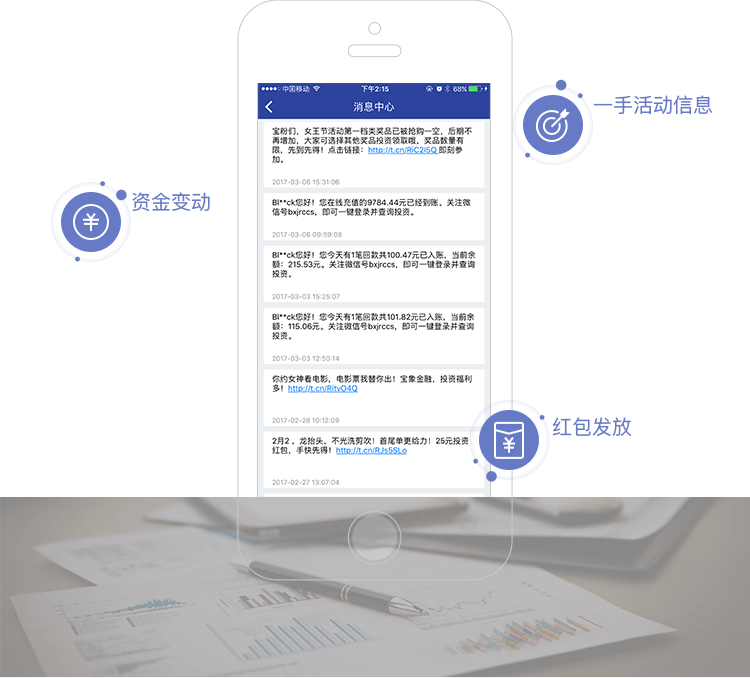 中国移动
下午2:15
68%
消息中心
一手活动信息
宝粉们，女王节活动第一档奖品已被抢购一空，后期不
再增加，大家可选择其他奖品投资领取哦，奖品数量有
限，先到先得！点击链接：http://t.cn/RiC2I5Q 即刻参
加。
2017-03-06 15:31:06
资金变动
Bl**ck您好！您在线充值的9784.44元已经到账。关注微
信号bxjrccs，即可一键登录并查询投资。
2017-03-06 09:59:08
Bl**ck您好！您今天有1笔回款共100.47元已入账，当前余
额：215.53元。关注微信号bxjrccs，即可一键登录并查询
投资。
2017-03-03 15:25:07
Bl**ck您好！您今天有1笔回款共101.82元已入账，当前余
额：115.06元。关注微信号bxjrccs，即可一键登录并查询
投资。
2017-03-03 12:50:14
你约女神看电影，电影票我替你出！宝象金融，投资福利
多！http://t.cn/RitvO4Q
2017-02-28 10:12:09
红包发放
2月2，龙抬头，不光洗剪吹！首尾单更给力！25元投资
红包，手快先得！http://t.cn/RJs5SLo
2017-02-27 13:07:04